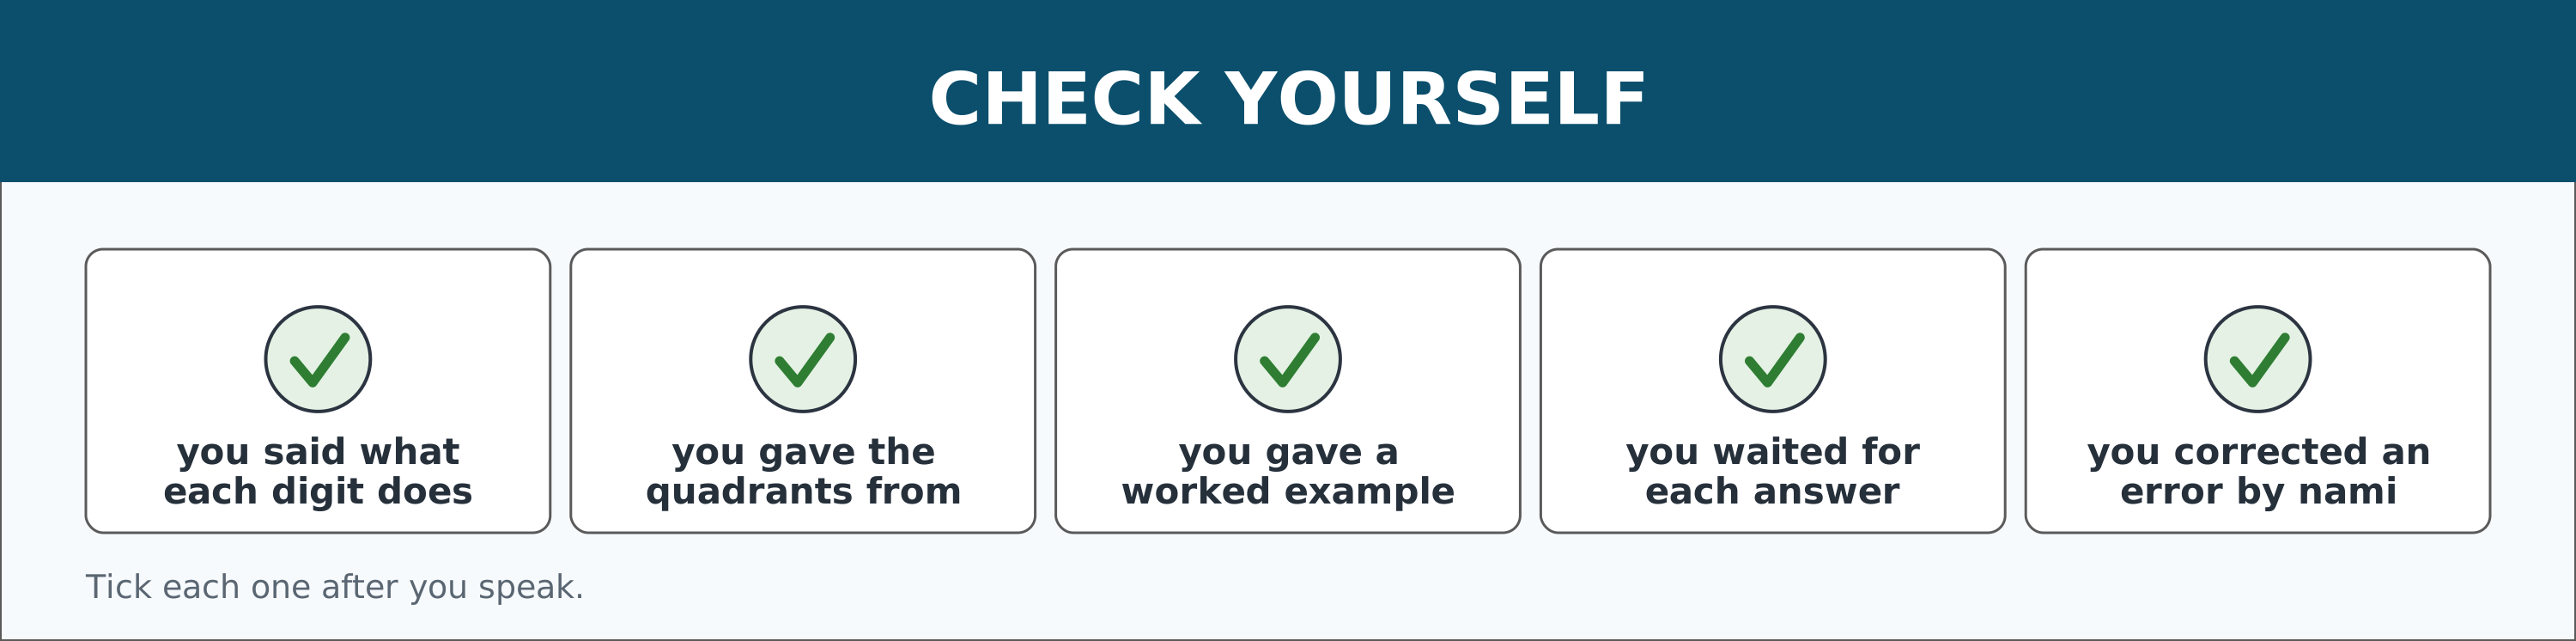 CHECK YOURSELF
you said what
each digit does
you gave the
quadrants from
you gave a
worked example
you waited for
each answer
you corrected an
error by nami
Tick each one after you speak.